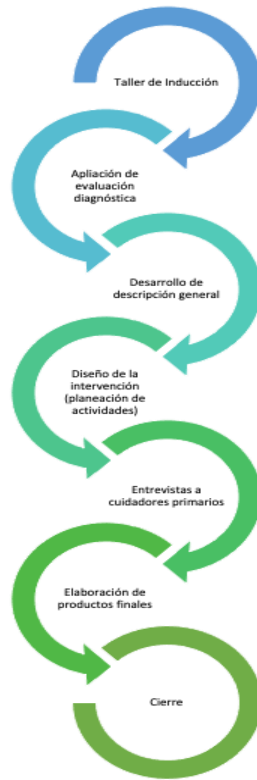 Taller de Inducción
Apliación de
evaluación
diagnóstica
Desarrollo de
descripción general
Diseño de la
intervención
(planeación de
actividades)
Entrevistas a
cuidadores primarios
Elaboración de
productos finales
Cierre